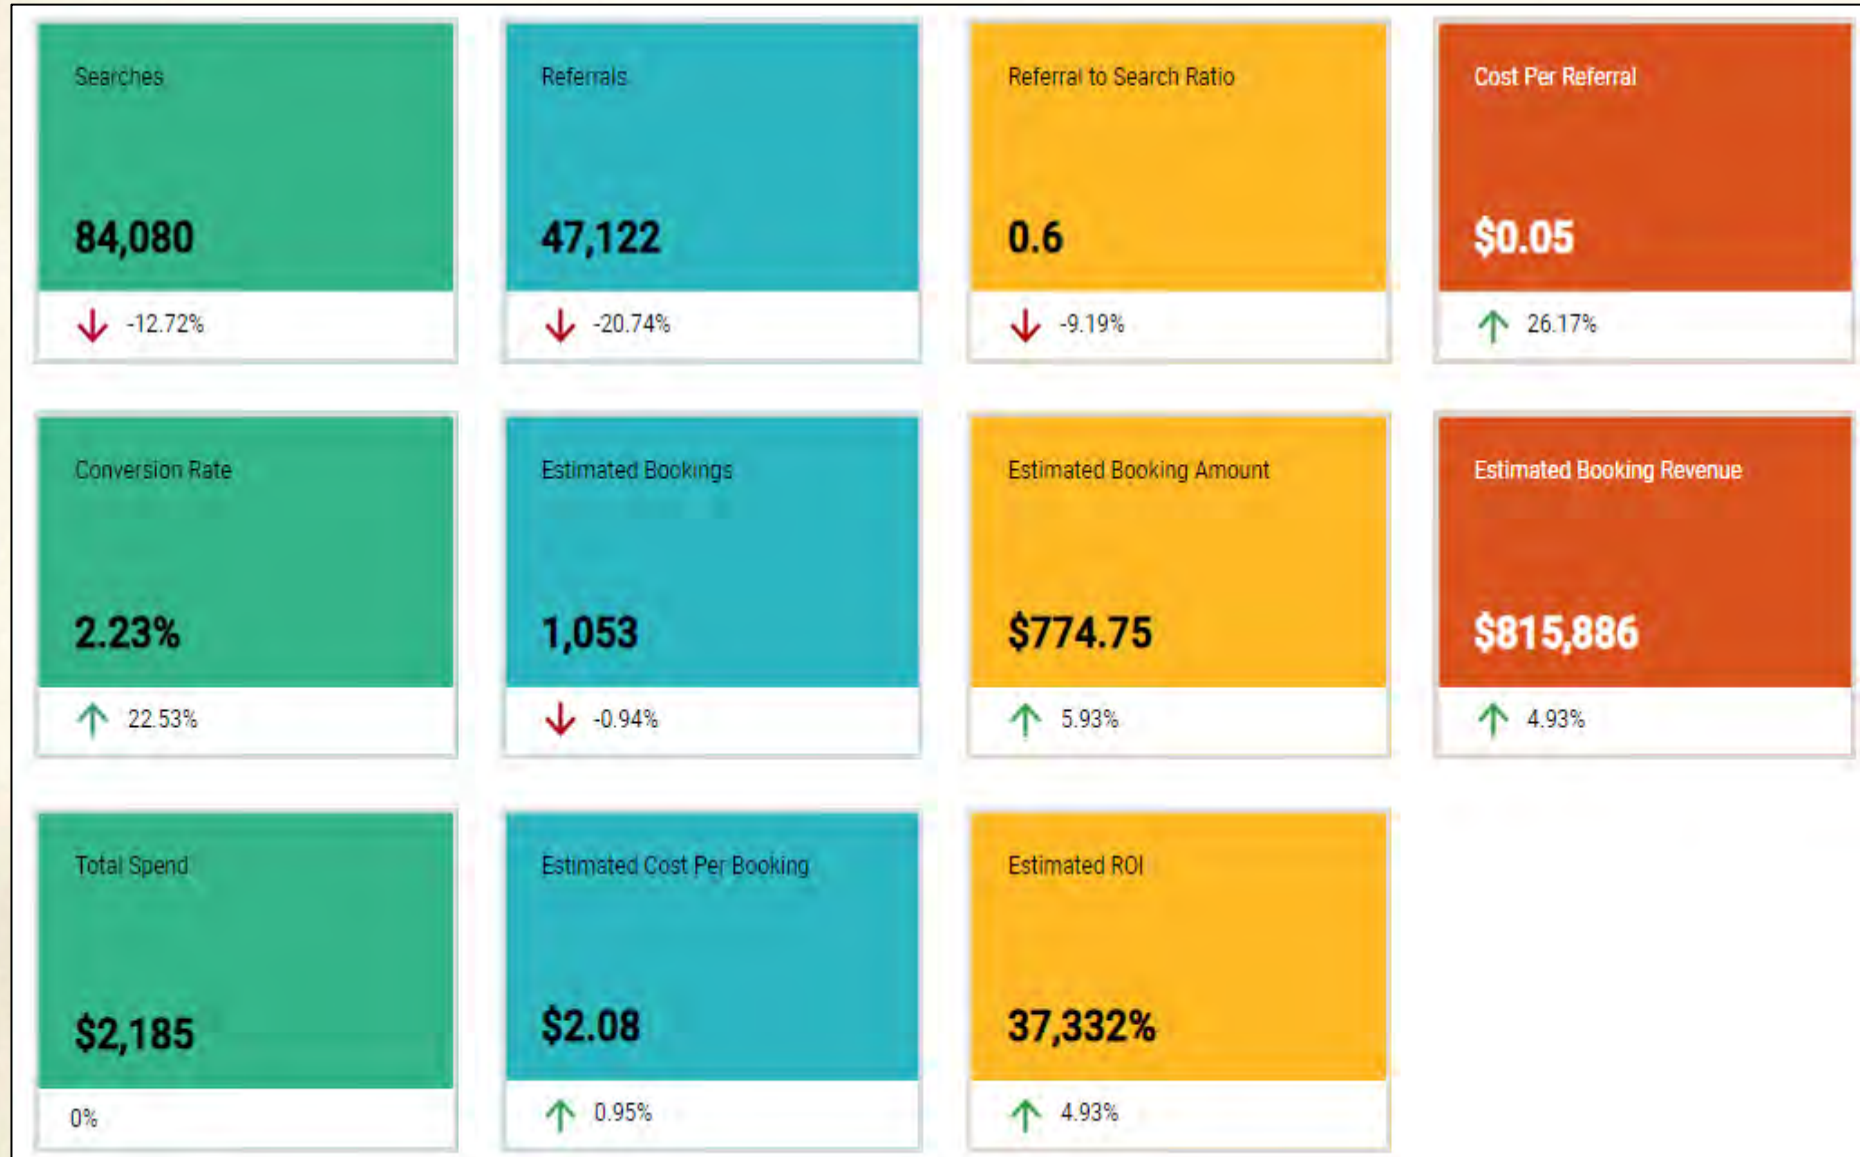 Searches
84,080
-12.72%
Referrals
47,122
-20.74%
Referral to Search Ratio
0.6
-9.19%
Cost Per Referral
$0.05
26.17%
Conversion Rate
2.23%
22.53%
Estimated Bookings
1,053
-0.94%
Estimated Booking Amount
$774.75
5.93%
Estimated Booking Revenue
$815,886
4.93%
Total Spend
$2,185
0%
Estimated Cost Per Booking
$2.08
0.95%
Estimated ROI
37,332%
4.93%